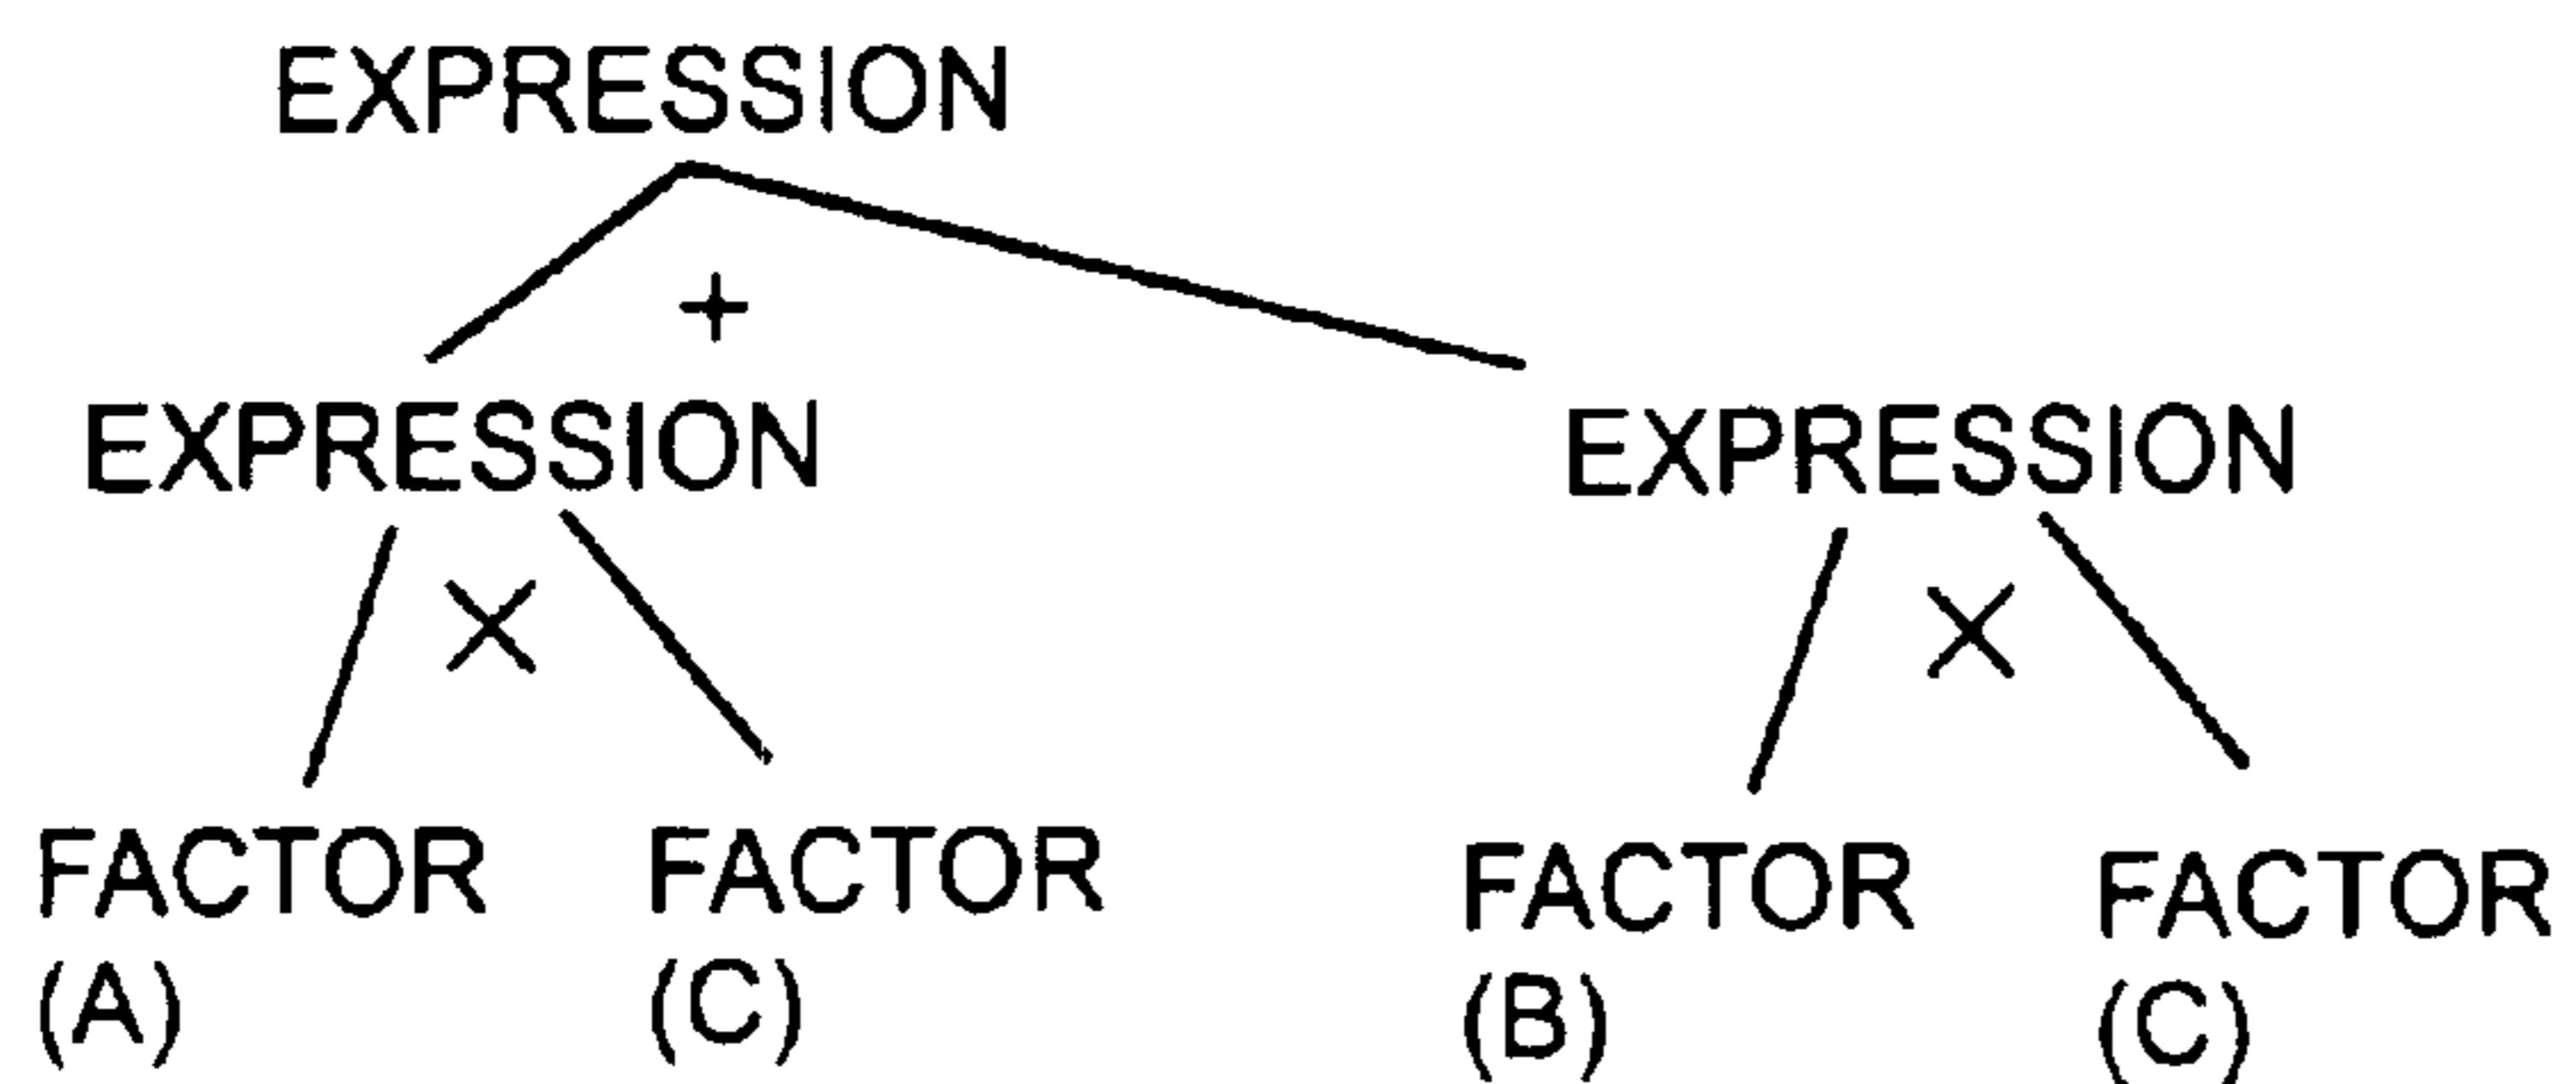 EXPRESSION
+
EXPRESSION EXPRESSION
× ×
FACTOR FACTOR FACTOR FACTOR
(A) (C) (B) (C)